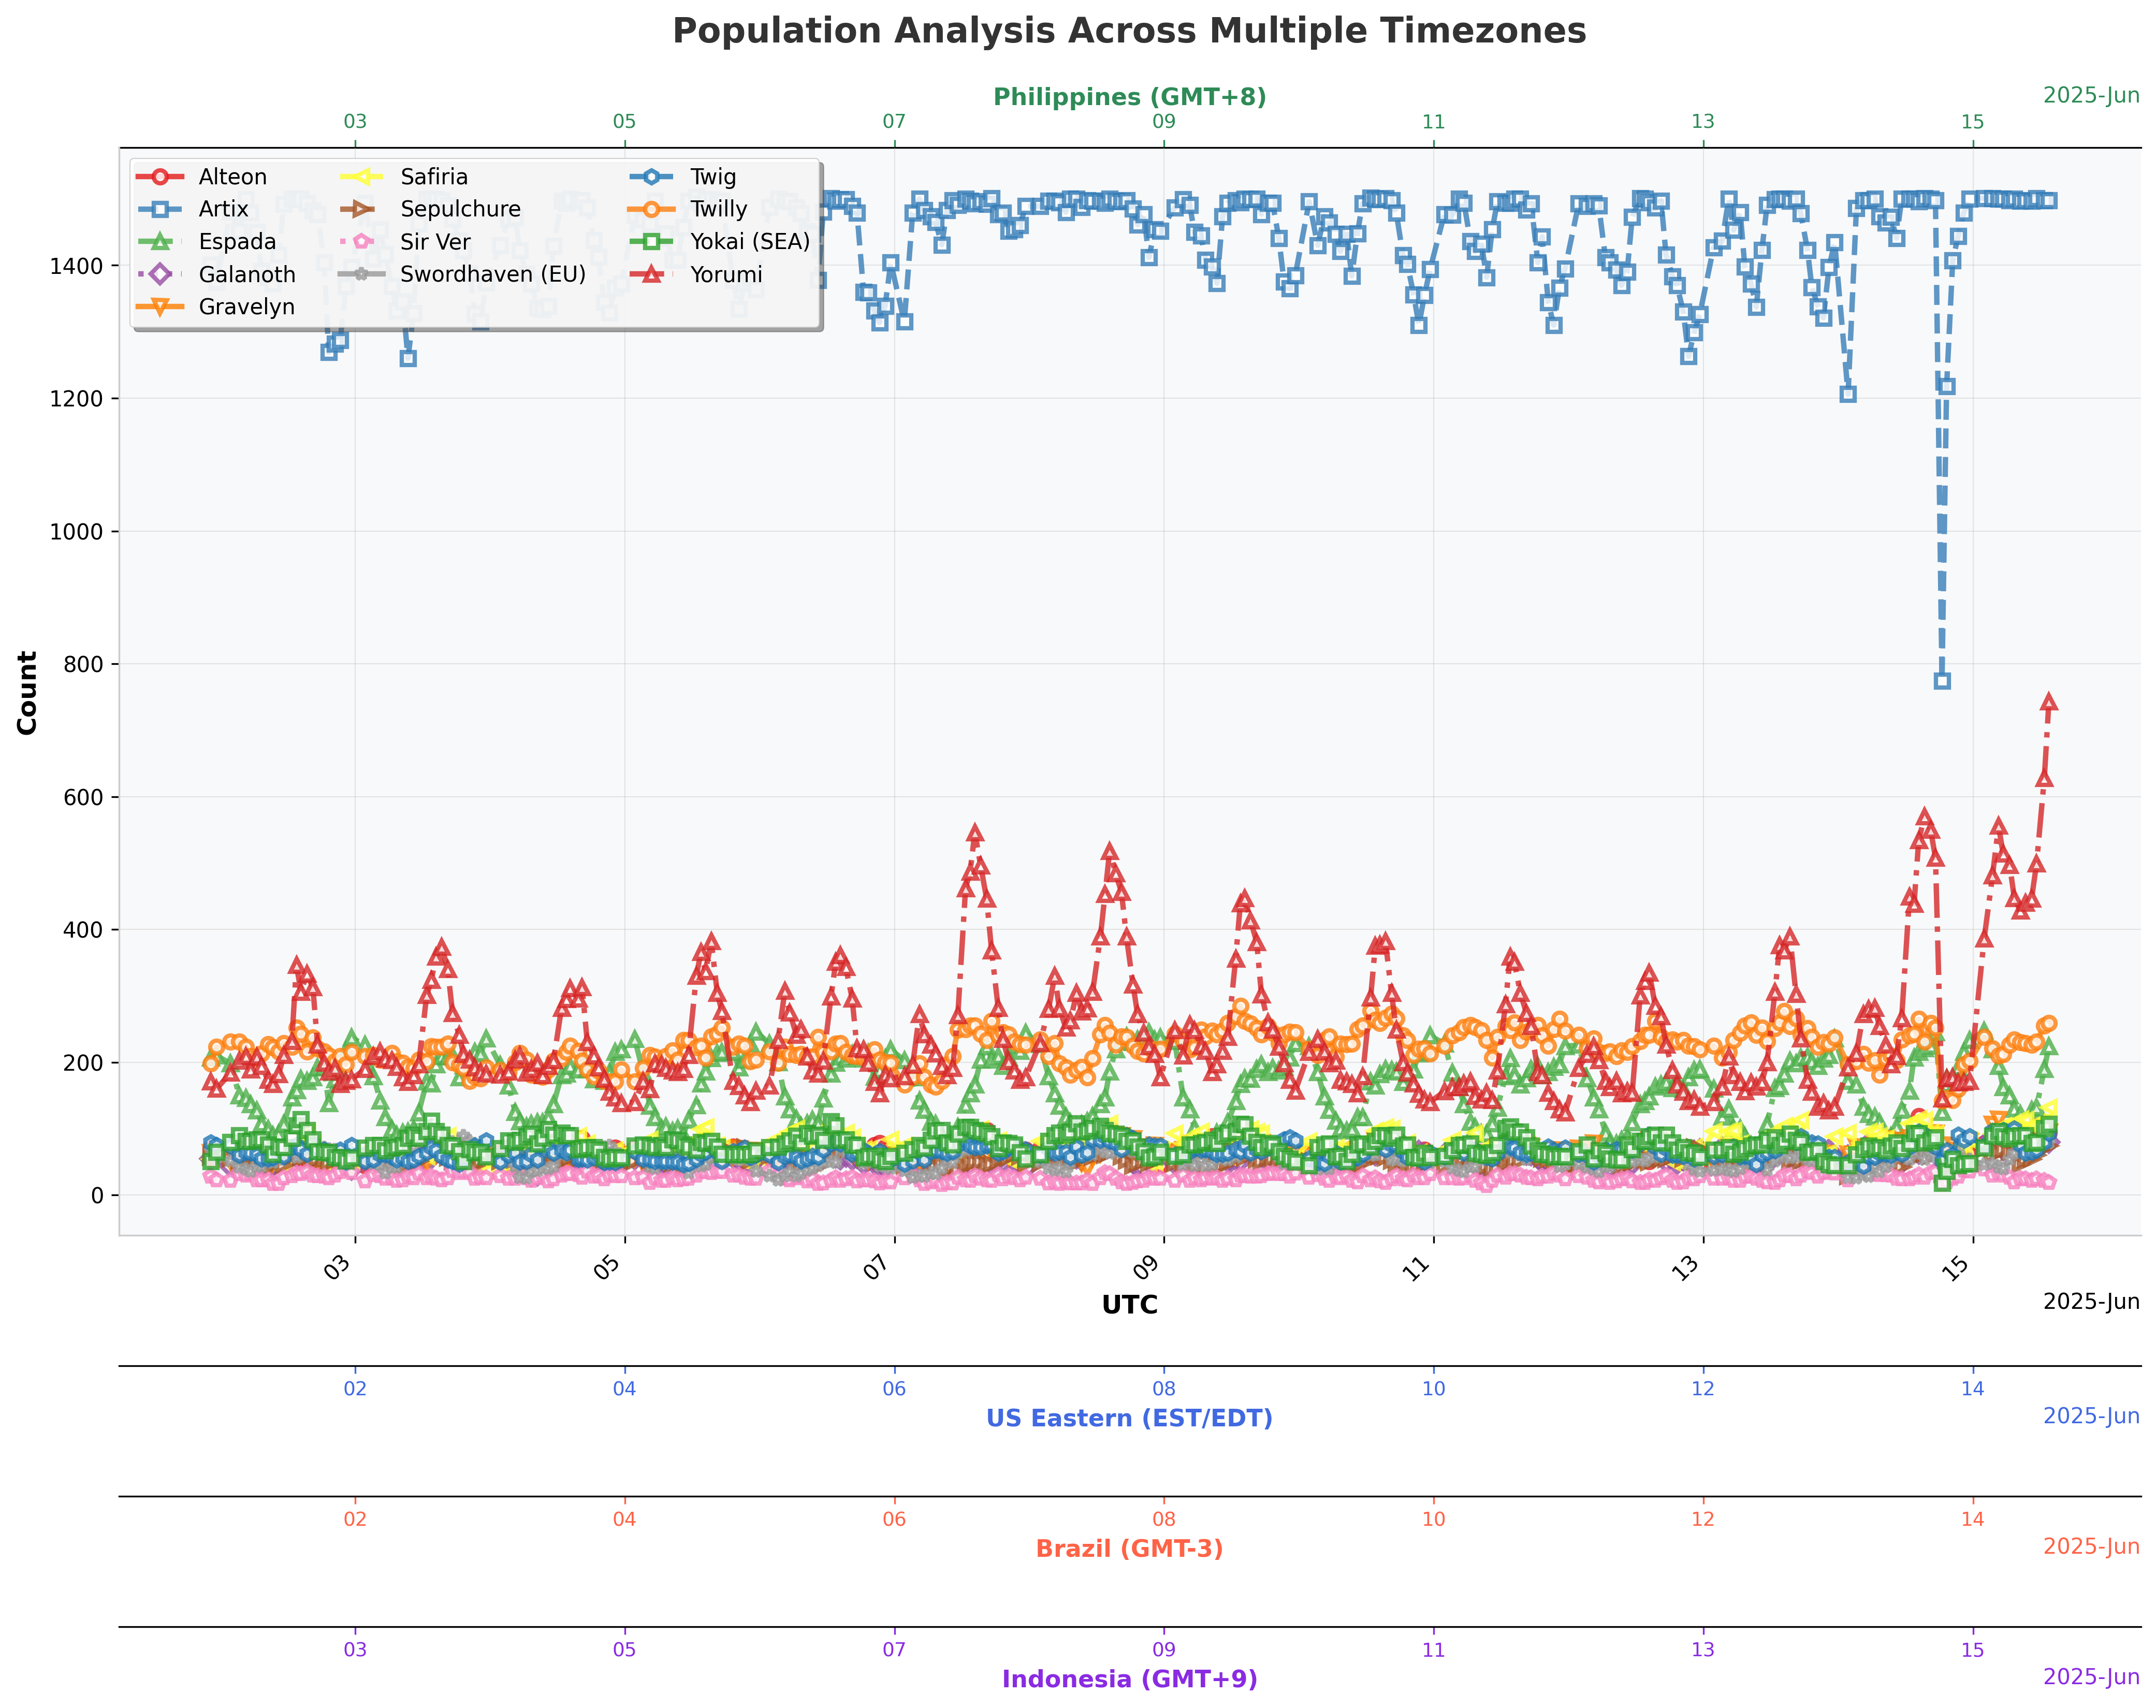 Population Analysis Across Multiple Timezones
Philippines (GMT+8)
2025-Jun
03 05 07 09 11 13 15
Alteon Safiria Twig
Artix Sepulchure Twilly
Espada Sir Ver Yokai (SEA)
Galanoth Swordhaven (EU) Yorumi
Gravelyn
1400
1200
1000
800
600
400
200
0
Count
03 05 07 09 11 13 15
UTC
2025-Jun
02 04 06 08 10 12 14
US Eastern (EST/EDT)
2025-Jun
02 04 06 08 10 12 14
Brazil (GMT-3)
2025-Jun
03 05 07 09 11 13 15
Indonesia (GMT+9)
2025-Jun